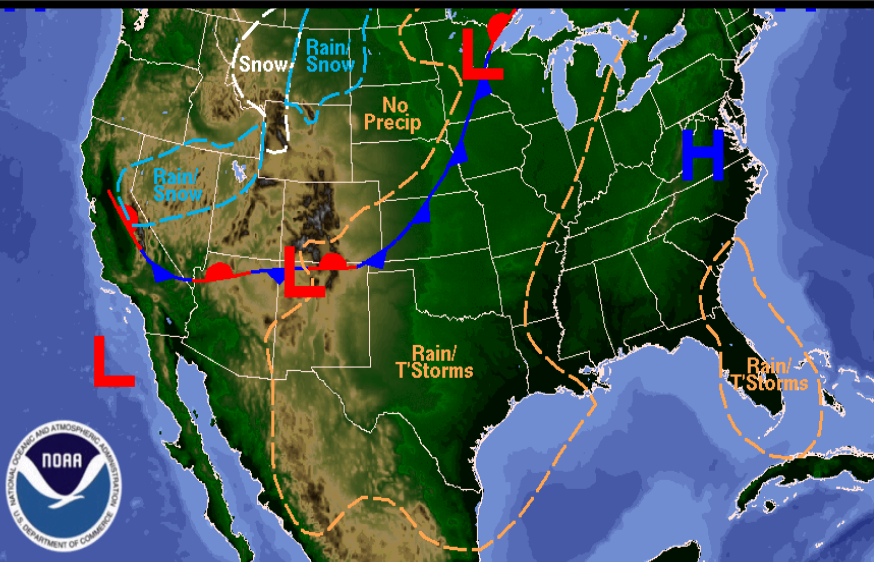 L
Rain/
Snow
Snow
No
Precip
H
Rain/
Snow
L
L
Rain/
T'Storms
Rain/
T'Storms
NATIONAL OCEANIC AND ATMOSPHERIC ADMINISTRATION
NOAA
U.S. DEPARTMENT OF COMMERCE